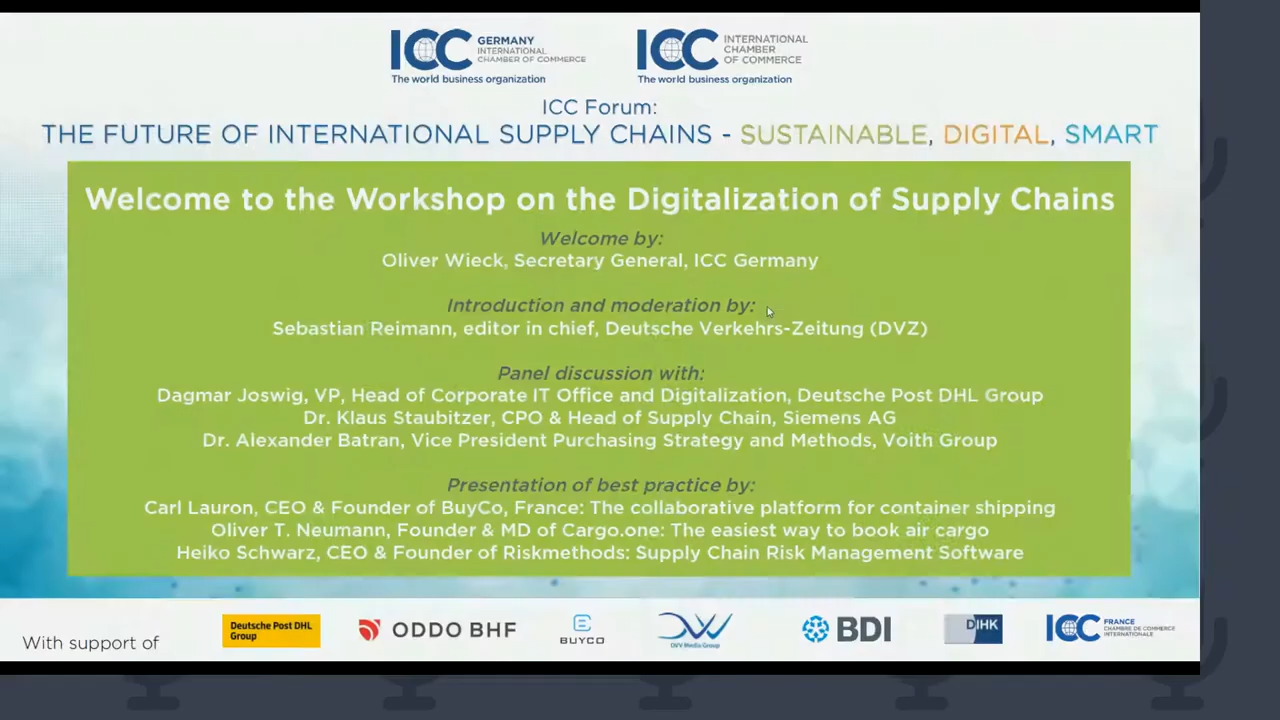 ICC GERMANY INTERNATIONAL CHAMBER OF COMMERCE
The world business organization
ICC INTERNATIONAL CHAMBER OF COMMERCE
The world business organization
ICC Forum:
THE FUTURE OF INTERNATIONAL SUPPLY CHAINS - SUSTAINABLE, DIGITAL, SMART
Welcome to the Workshop on the Digitalization of Supply Chains
Welcome by:
Oliver Wieck, Secretary General, ICC Germany
Introduction and moderation by:
Sebastian Reimann, editor in chief, Deutsche Verkehrs-Zeitung (DVZ)
Panel discussion with:
Dagmar Joswig, VP, Head of Corporate IT Office and Digitalization, Deutsche Post DHL Group
Dr. Klaus Staubitzer, CPO & Head of Supply Chain, Siemens AG
Dr. Alexander Batran, Vice President Purchasing Strategy and Methods, Voith Group
Presentation of best practice by:
Carl Lauron, CEO & Founder of BuyCo, France: The collaborative platform for container shipping
Oliver T. Neumann, Founder & MD of Cargo.one: The easiest way to book air cargo
Heiko Schwarz, CEO & Founder of Riskmethods: Supply Chain Risk Management Software
With support of
Deutsche Post DHL
Group
ODDO BHF
BUYCO
DVV Media Group
BDI
DIHK
ICC FRANCE
CHAMBRE DE COMMERCE
INTERNATIONALE